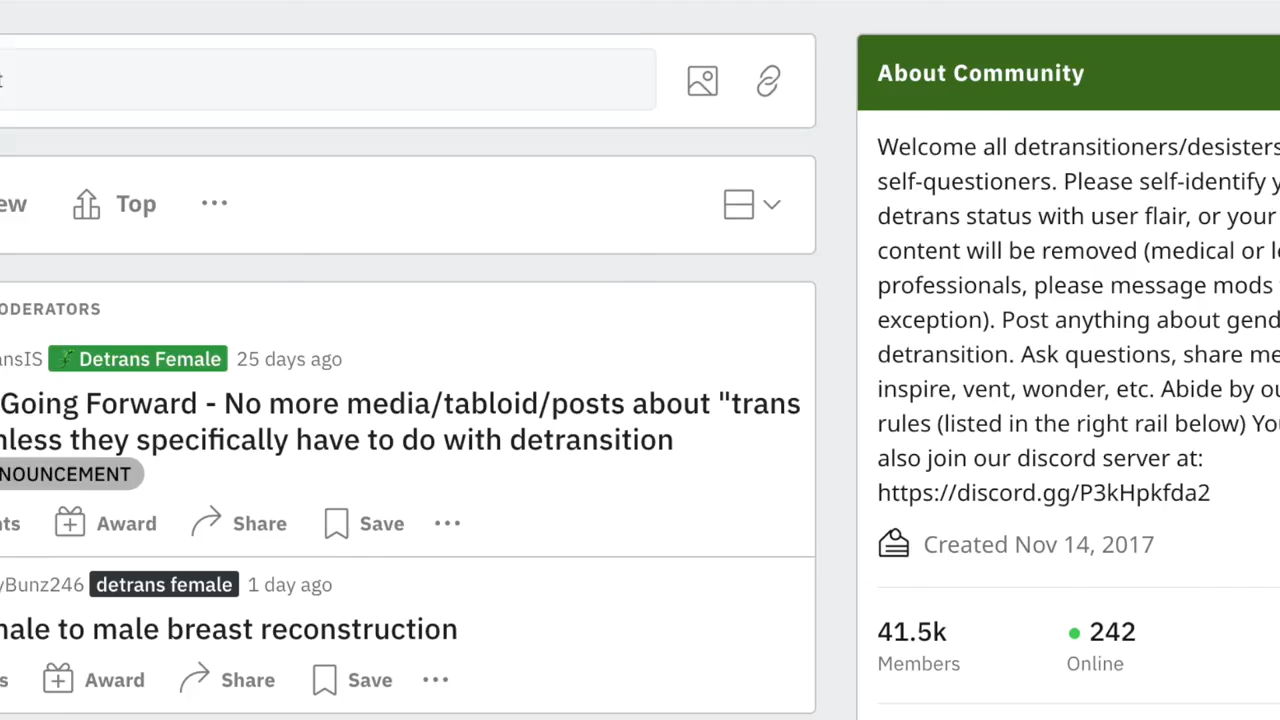 Top
ODERATORS
Detrans Female 25 days ago
Going Forward - No more media/tabloid/posts about "trans
they specifically have to do with detransition
NOUNCEMENT
Award Share Save
detrans female 1 day ago
to male breast reconstruction
Award Share Save
About Community
Welcome all detransitioners/desisters
self-questioners. Please self-identify
detrans status with user flair, or your
content will be removed (medical or
professionals, please message mods
exception). Post anything about
detransition. Ask questions, share
inspire, vent, wonder, etc. Abide by
rules (listed in the right rail below)
also join our discord server at:
https://discord.gg/P3kHpkfda2
Created Nov 14, 2017
41.5k 242
Members Online